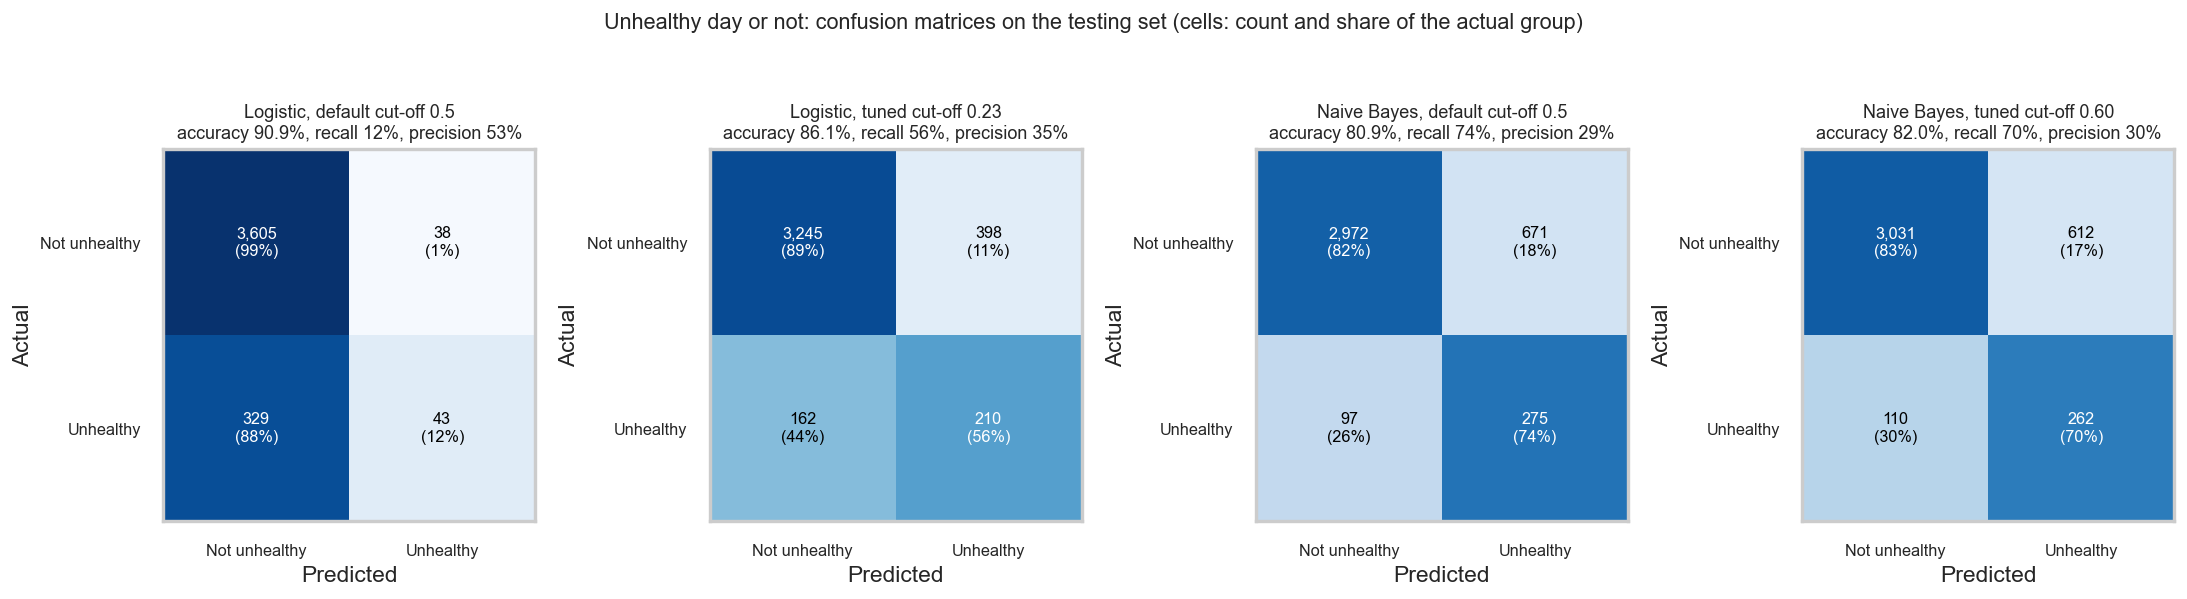 Unhealthy day or not: confusion matrices on the testing set (cells: count and share of the actual group)
Logistic, default cut-off 0.5
accuracy 90.9%, recall 12%, precision 53%
Actual
Not unhealthy
3,605
(99%)
38
(1%)
Unhealthy
329
(88%)
43
(12%)
Not unhealthy
Unhealthy
Predicted
Logistic, tuned cut-off 0.23
accuracy 86.1%, recall 56%, precision 35%
Actual
Not unhealthy
3,245
(89%)
398
(11%)
Unhealthy
162
(44%)
210
(56%)
Not unhealthy
Unhealthy
Predicted
Naive Bayes, default cut-off 0.5
accuracy 80.9%, recall 74%, precision 29%
Actual
Not unhealthy
2,972
(82%)
671
(18%)
Unhealthy
97
(26%)
275
(74%)
Not unhealthy
Unhealthy
Predicted
Naive Bayes, tuned cut-off 0.60
accuracy 82.0%, recall 70%, precision 30%
Actual
Not unhealthy
3,031
(83%)
612
(17%)
Unhealthy
110
(30%)
262
(70%)
Not unhealthy
Unhealthy
Predicted